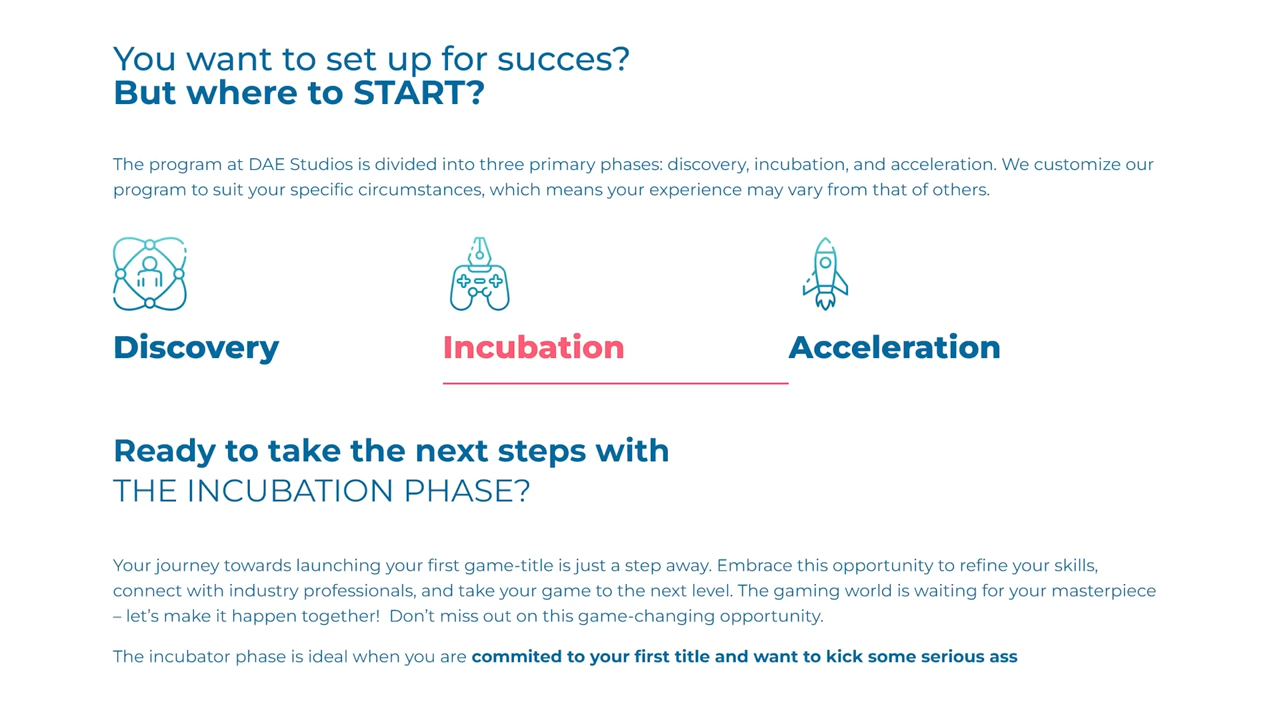 You want to set up for succes?
But where to START?
The program at DAE Studios is divided into three primary phases: discovery, incubation, and acceleration. We customize our
program to suit your specific circumstances, which means your experience may vary from that of others.
Discovery
Incubation
Acceleration
Ready to take the next steps with
THE INCUBATION PHASE?
Your journey towards launching your first game-title is just a step away. Embrace this opportunity to refine your skills,
connect with industry professionals, and take your game to the next level. The gaming world is waiting for your masterpiece
– let’s make it happen together!  Don’t miss out on this game-changing opportunity.
The incubator phase is ideal when you are commited to your first title and want to kick some serious ass